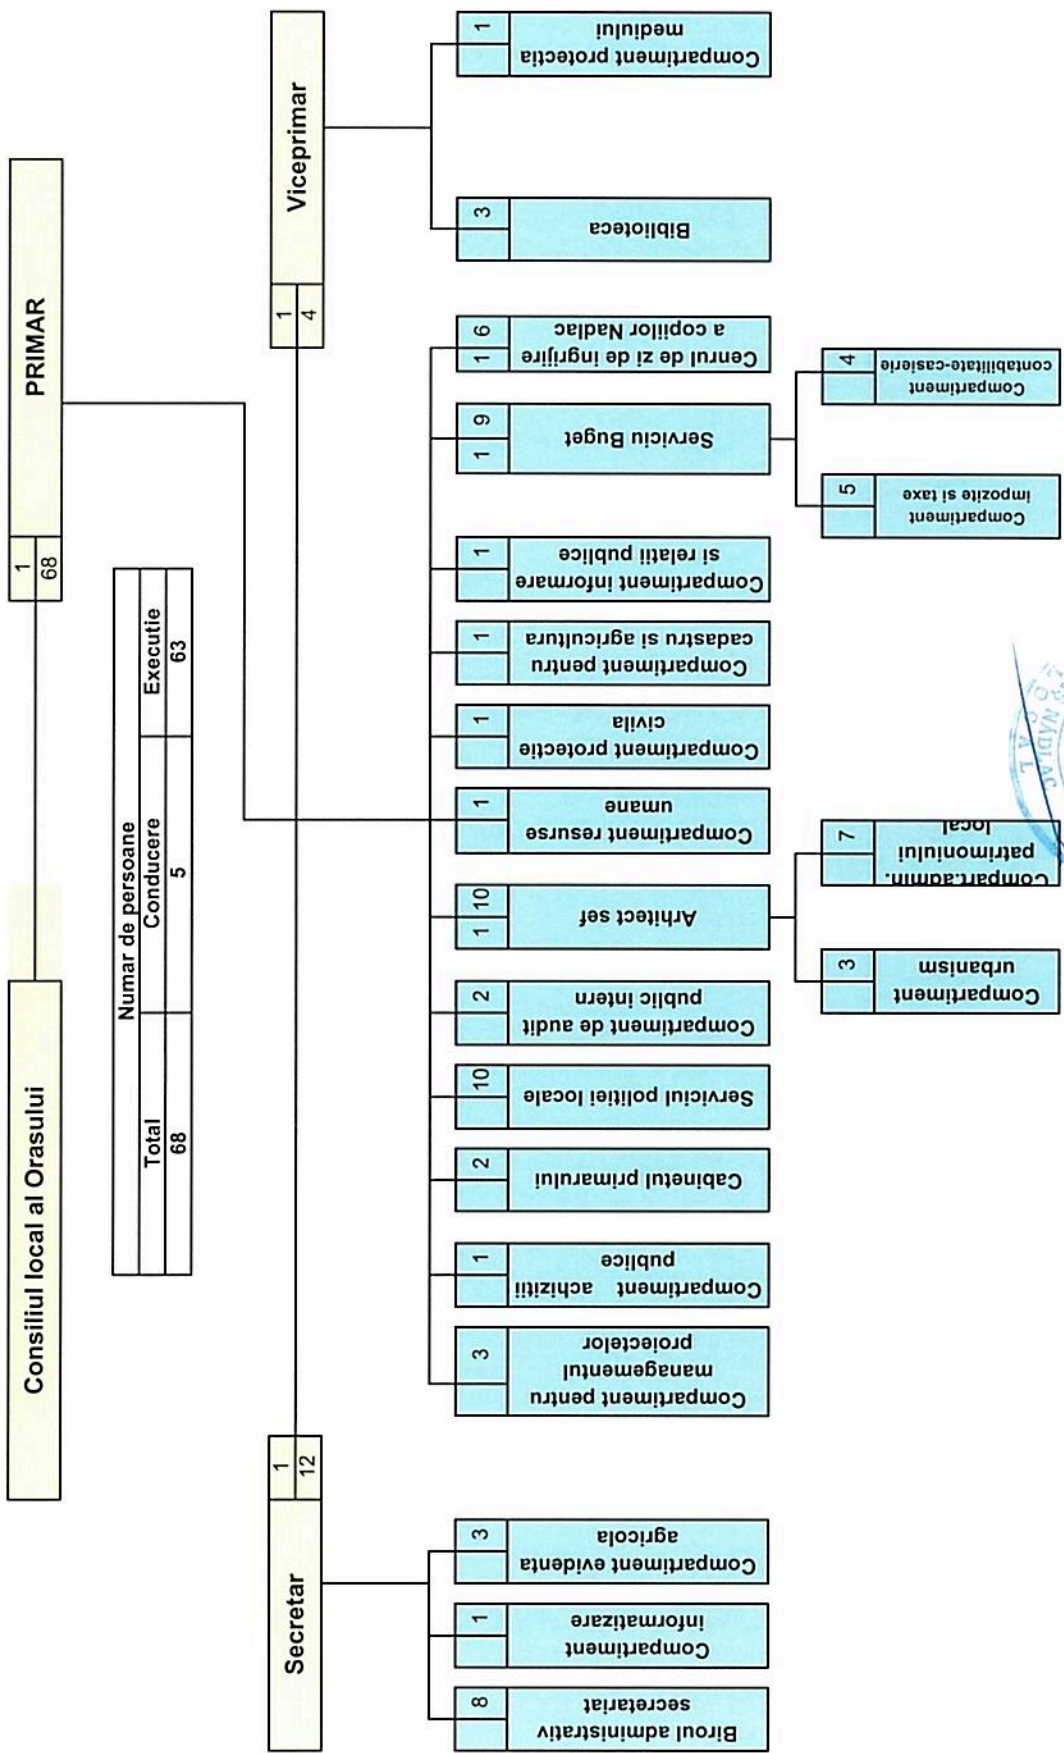 Consiliul local al Orasului
1
68
PRIMAR
Numar de persoane
Total Conducere Executie
68 5 63
Secretar
1
12
1
4
Viceprimar
8
Biroul administrativ
secretariat
1
Compartiment
informatizare
3
Compartiment evidenta
agricola
3
Compartiment pentru
managementul
proiectelor
1
Compartiment achizitii
publice
2
Cabinetul primarului
10
Serviciul politiei locale
2
Compartiment de audit
public intern
1 10
Arhitect sef
1
Compartiment resurse
umane
1
Compartiment protectie
civila
1
Compartiment pentru
cadastru si agricultura
1
Compartiment informare
si relatii publice
1 9
Serviciu Buget
1 6
Cenrul de zi de ingrijire
a copiilor Nadlac
3
Biblioteca
1
Compartiment protectia
mediului
3
Compartiment
urbanism
7
Compart.admin.
patrimoniului
local
5
Compartiment
impozite si taxe
4
Compartiment
contabilitate-casierie
NĂDLAC